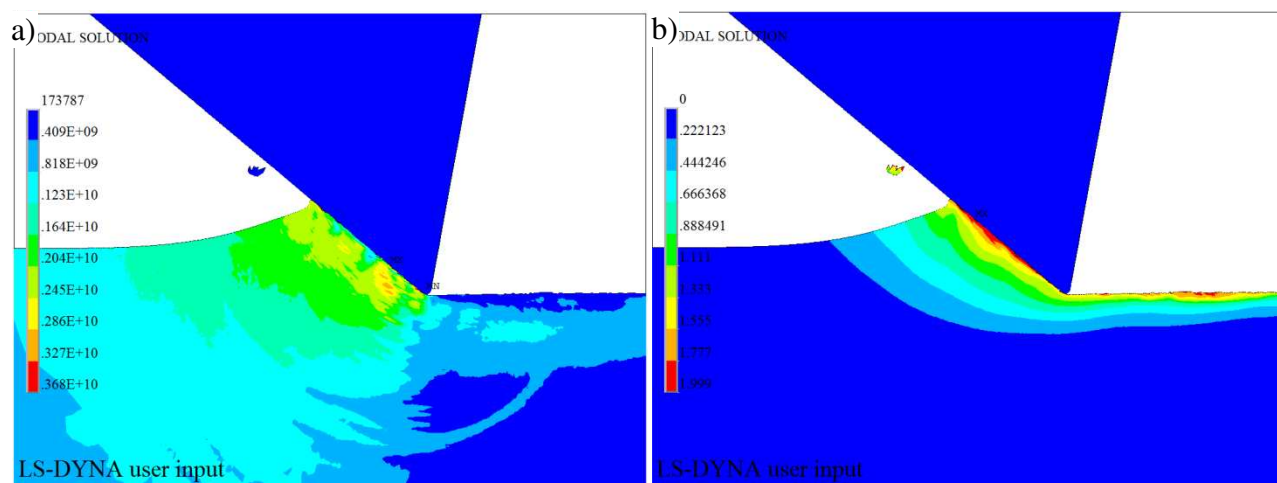 a)
ODAL SOLUTION
173787
.409E+09
.818E+09
.123E+10
.164E+10
.204E+10
.245E+10
.286E+10
.327E+10
.368E+10
LS-DYNA user input
b)
ODAL SOLUTION
0
.222123
.444246
.666368
.888491
1.111
1.333
1.555
1.777
1.999
LS-DYNA user input